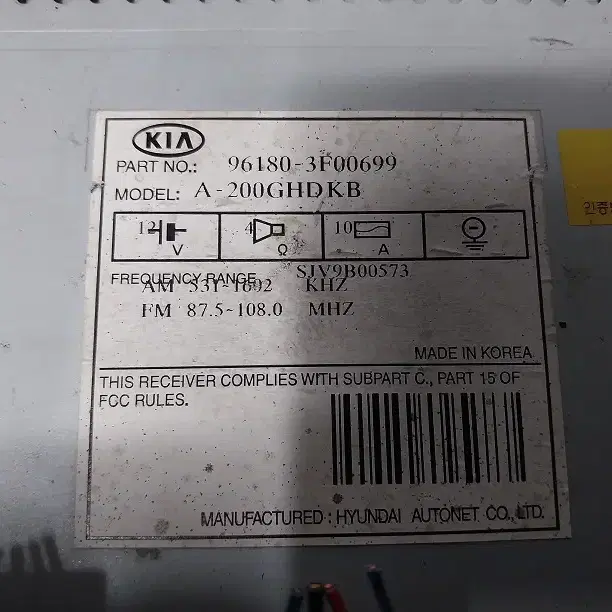 KIA
PART NO.: 96180-3F00699
MODEL: A-200GHDKB
12 V 4 Ω 10 A
FREQUENCY RANGE SJV9B00573
AM 531-1602 KHZ
FM 87.5~108.0 MHZ
MADE IN KOREA
THIS RECEIVER COMPLIES WITH SUBPART C., PART 15 OF
FCC RULES.
MANUFACTURED : HYUNDAI AUTONET CO., LTD.